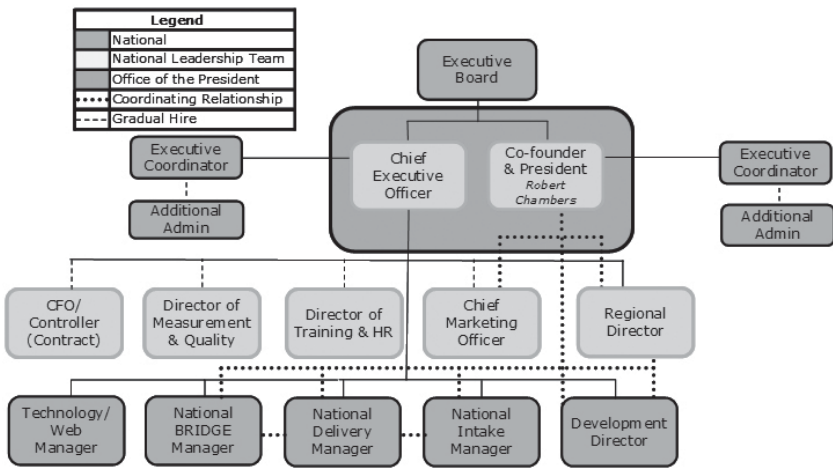 Legend
National
National Leadership Team
Office of the President
Coordinating Relationship
Gradual Hire
Executive
Board
Executive
Coordinator
Additional
Admin
Chief
Executive
Officer
Co-founder
& President
Robert
Chambers
Executive
Coordinator
Additional
Admin
CFO/
Controller
(Contract)
Director of
Measurement
& Quality
Director of
Training & HR
Chief
Marketing
Officer
Regional
Director
Technology/
Web
Manager
National
BRIDGE
Manager
National
Delivery
Manager
National
Intake
Manager
Development
Director